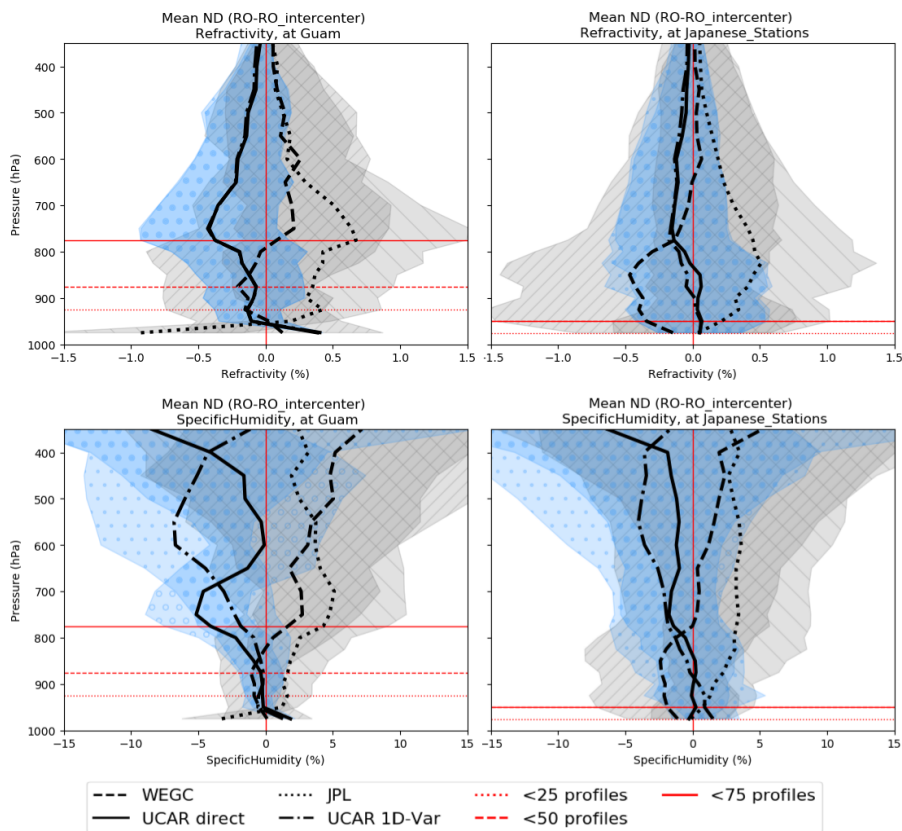 Mean ND (RO-RO_intercenter)
Refractivity, at Guam
Mean ND (RO-RO_intercenter)
Refractivity, at Japanese_Stations
400
500
600
700
800
900
1000
Pressure (hPa)
−1.5 −1.0 −0.5 0.0 0.5 1.0 1.5
Refractivity (%)
−1.5 −1.0 −0.5 0.0 0.5 1.0 1.5
Refractivity (%)
Mean ND (RO-RO_intercenter)
SpecificHumidity, at Guam
Mean ND (RO-RO_intercenter)
SpecificHumidity, at Japanese_Stations
400
500
600
700
800
900
1000
Pressure (hPa)
−15 −10 −5 0 5 10 15
SpecificHumidity (%)
−15 −10 −5 0 5 10 15
SpecificHumidity (%)
WEGC JPL <25 profiles <75 profiles
UCAR direct UCAR 1D-Var <50 profiles